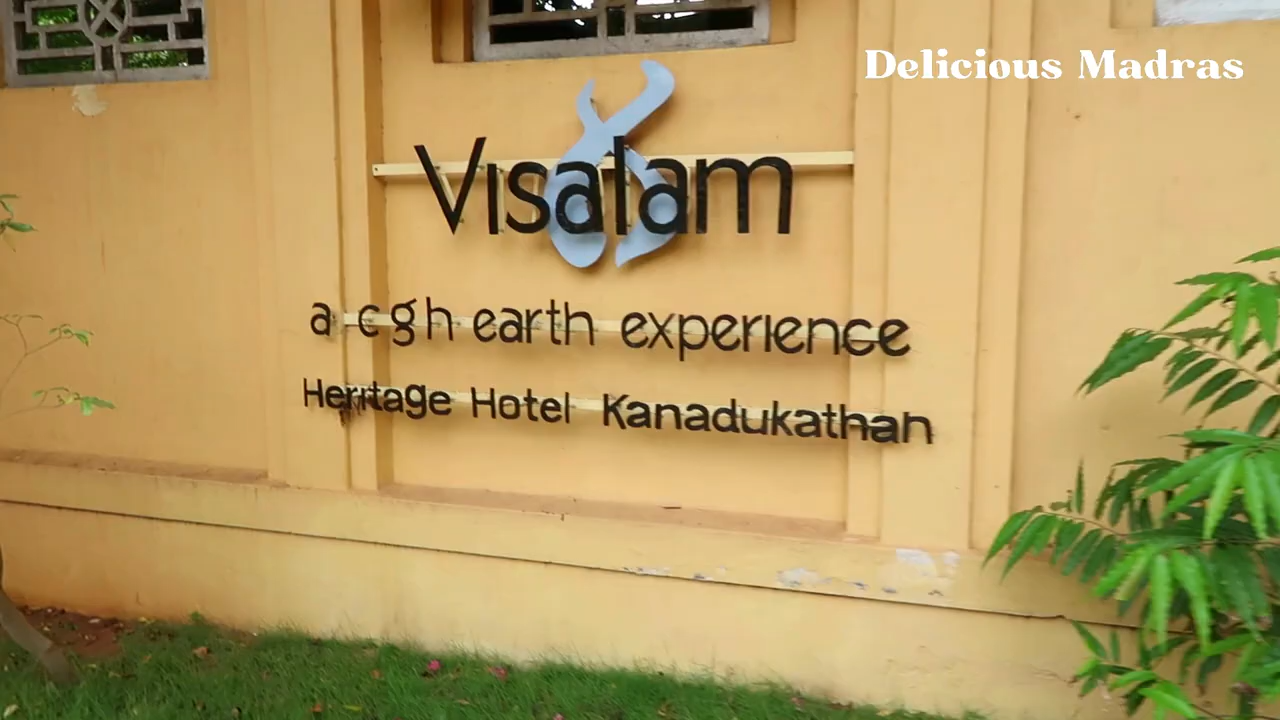 Delicious Madras
Visalam
a cgh earth experience
Heritage Hotel Kanadukathan